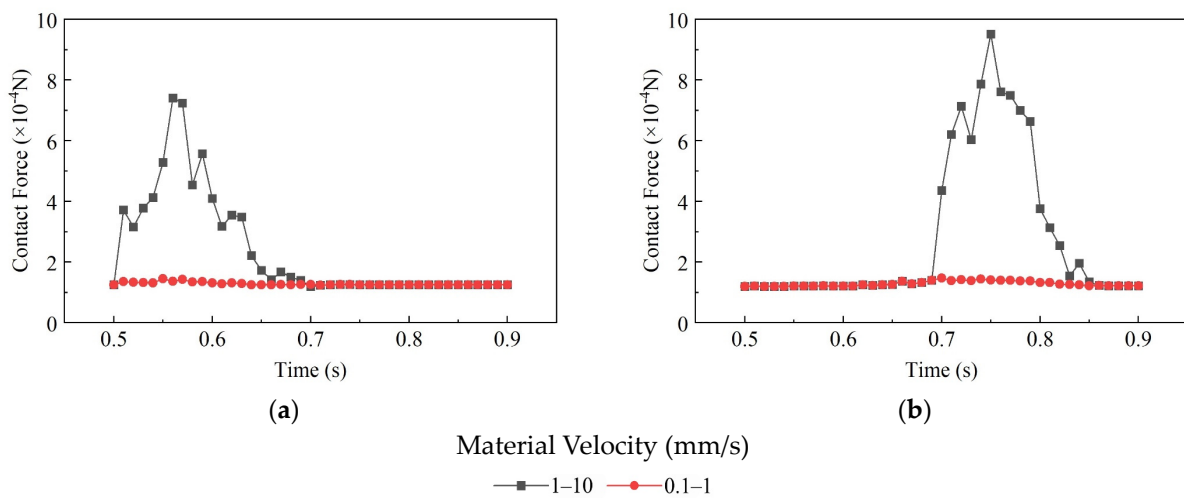 10
8
6
4
2
0
Contact Force (×10⁻⁴N)
0.5 0.6 0.7 0.8 0.9
Time (s)
(a)
10
8
6
4
2
0
Contact Force (×10⁻⁴N)
0.5 0.6 0.7 0.8 0.9
Time (s)
(b)
Material Velocity (mm/s)
1–10 0.1–1